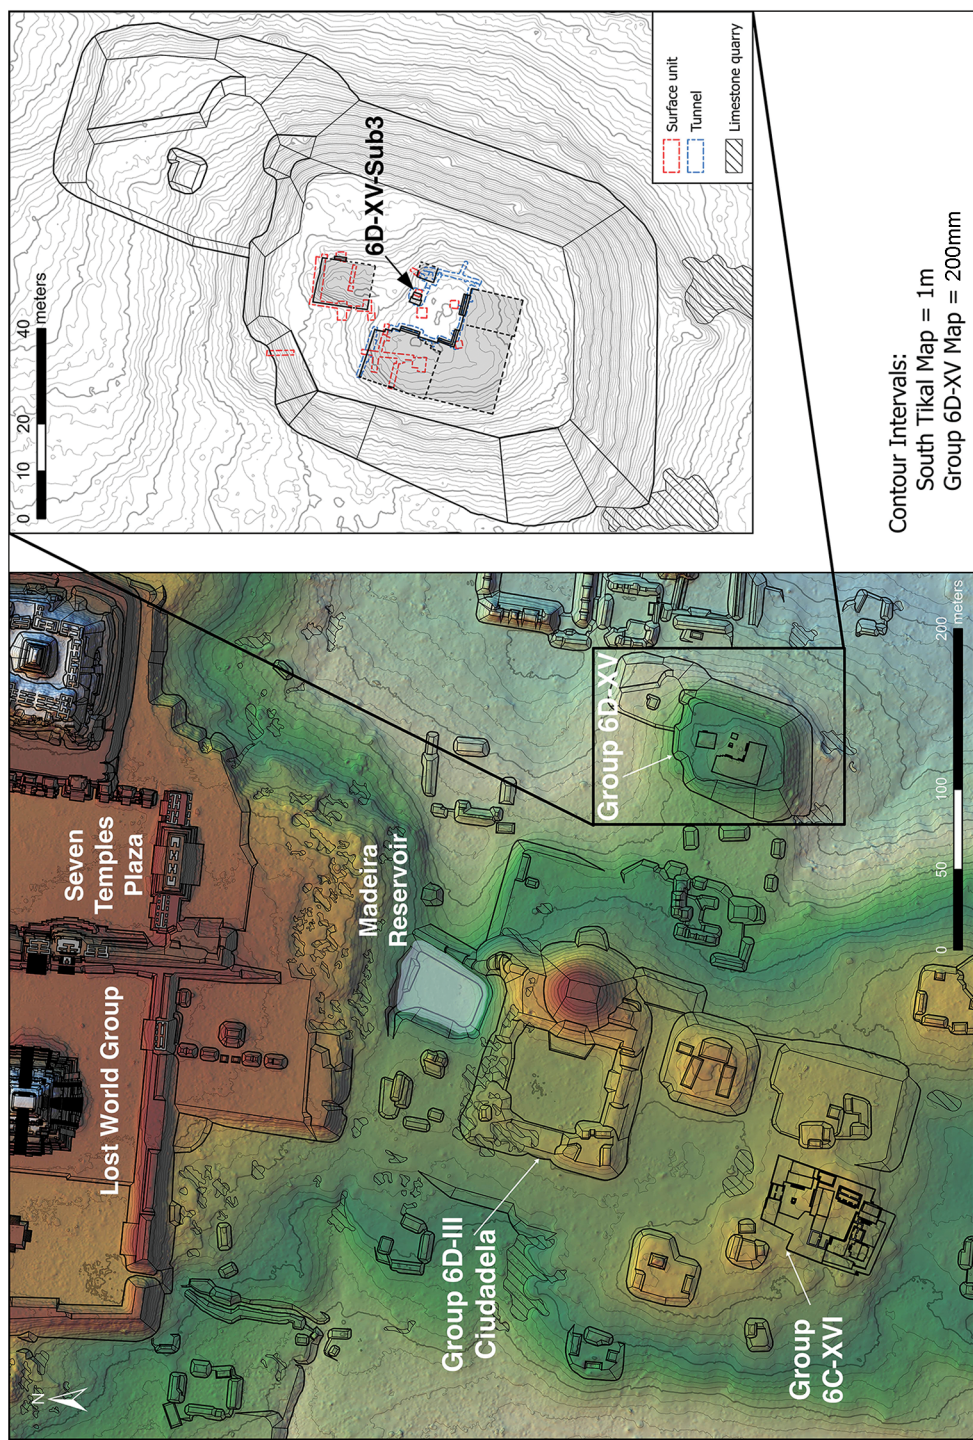 Seven
Temples
Plaza
Lost World Group
Madeira
Reservoir
Group 6D-III
Ciudadela
Group
6C-XVI
Group 6D-XV
N
0
50
100
200
meters
0
10
20
40
meters
6D-XV-Sub3
Surface unit
Tunnel
Limestone quarry
Contour Intervals:
South Tikal Map = 1m
Group 6D-XV Map = 200mm